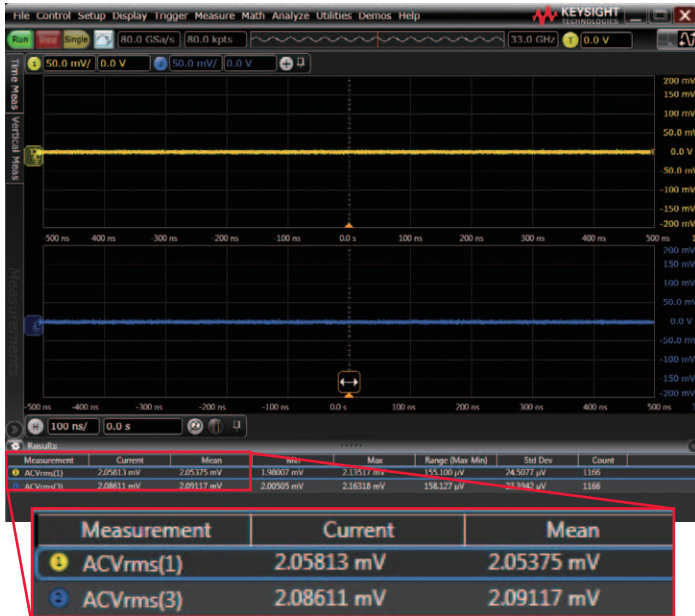 File Control Setup Display Trigger Measure Math Analyze Utilities Demos Help
KEYSIGHT
TECHNOLOGIES
Run Single 80.0 GSa/s 80.0 kpts 33.0 GHz T 0.0 V
1 50.0 mV/ 0.0 V 50.0 mV/ 0.0 V
Time Meas
Vertical Meas
Measurements
200 mV
150 mV
100 mV
50.0 mV
0.0 V
-50.0 mV
-100 mV
-150 mV
-200 mV
-500 ns -400 ns -300 ns -200 ns -100 ns 0.0 s 100 ns 200 ns 300 ns 400 ns 500 ns
200 mV
150 mV
100 mV
50.0 mV
0.0 V
-50.0 mV
-100 mV
-150 mV
-200 mV
-500 ns -400 ns -300 ns -200 ns -100 ns 0.0 s 100 ns 200 ns 300 ns 400 ns 500 ns
H 100 ns/ 0.0 s
Results
Measurement Current Mean Min Max Range (Max-Min) Std Dev Count
ACVrms(1) 2.05813 mV 2.05375 mV 1.98007 mV 2.13517 mV 155.100 µV 24.5077 µV 1166
ACVrms(3) 2.08611 mV 2.09117 mV 2.00505 mV 2.16318 mV 158.127 µV 1166
Measurement Current Mean
1 ACVrms(1) 2.05813 mV 2.05375 mV
2 ACVrms(3) 2.08611 mV 2.09117 mV